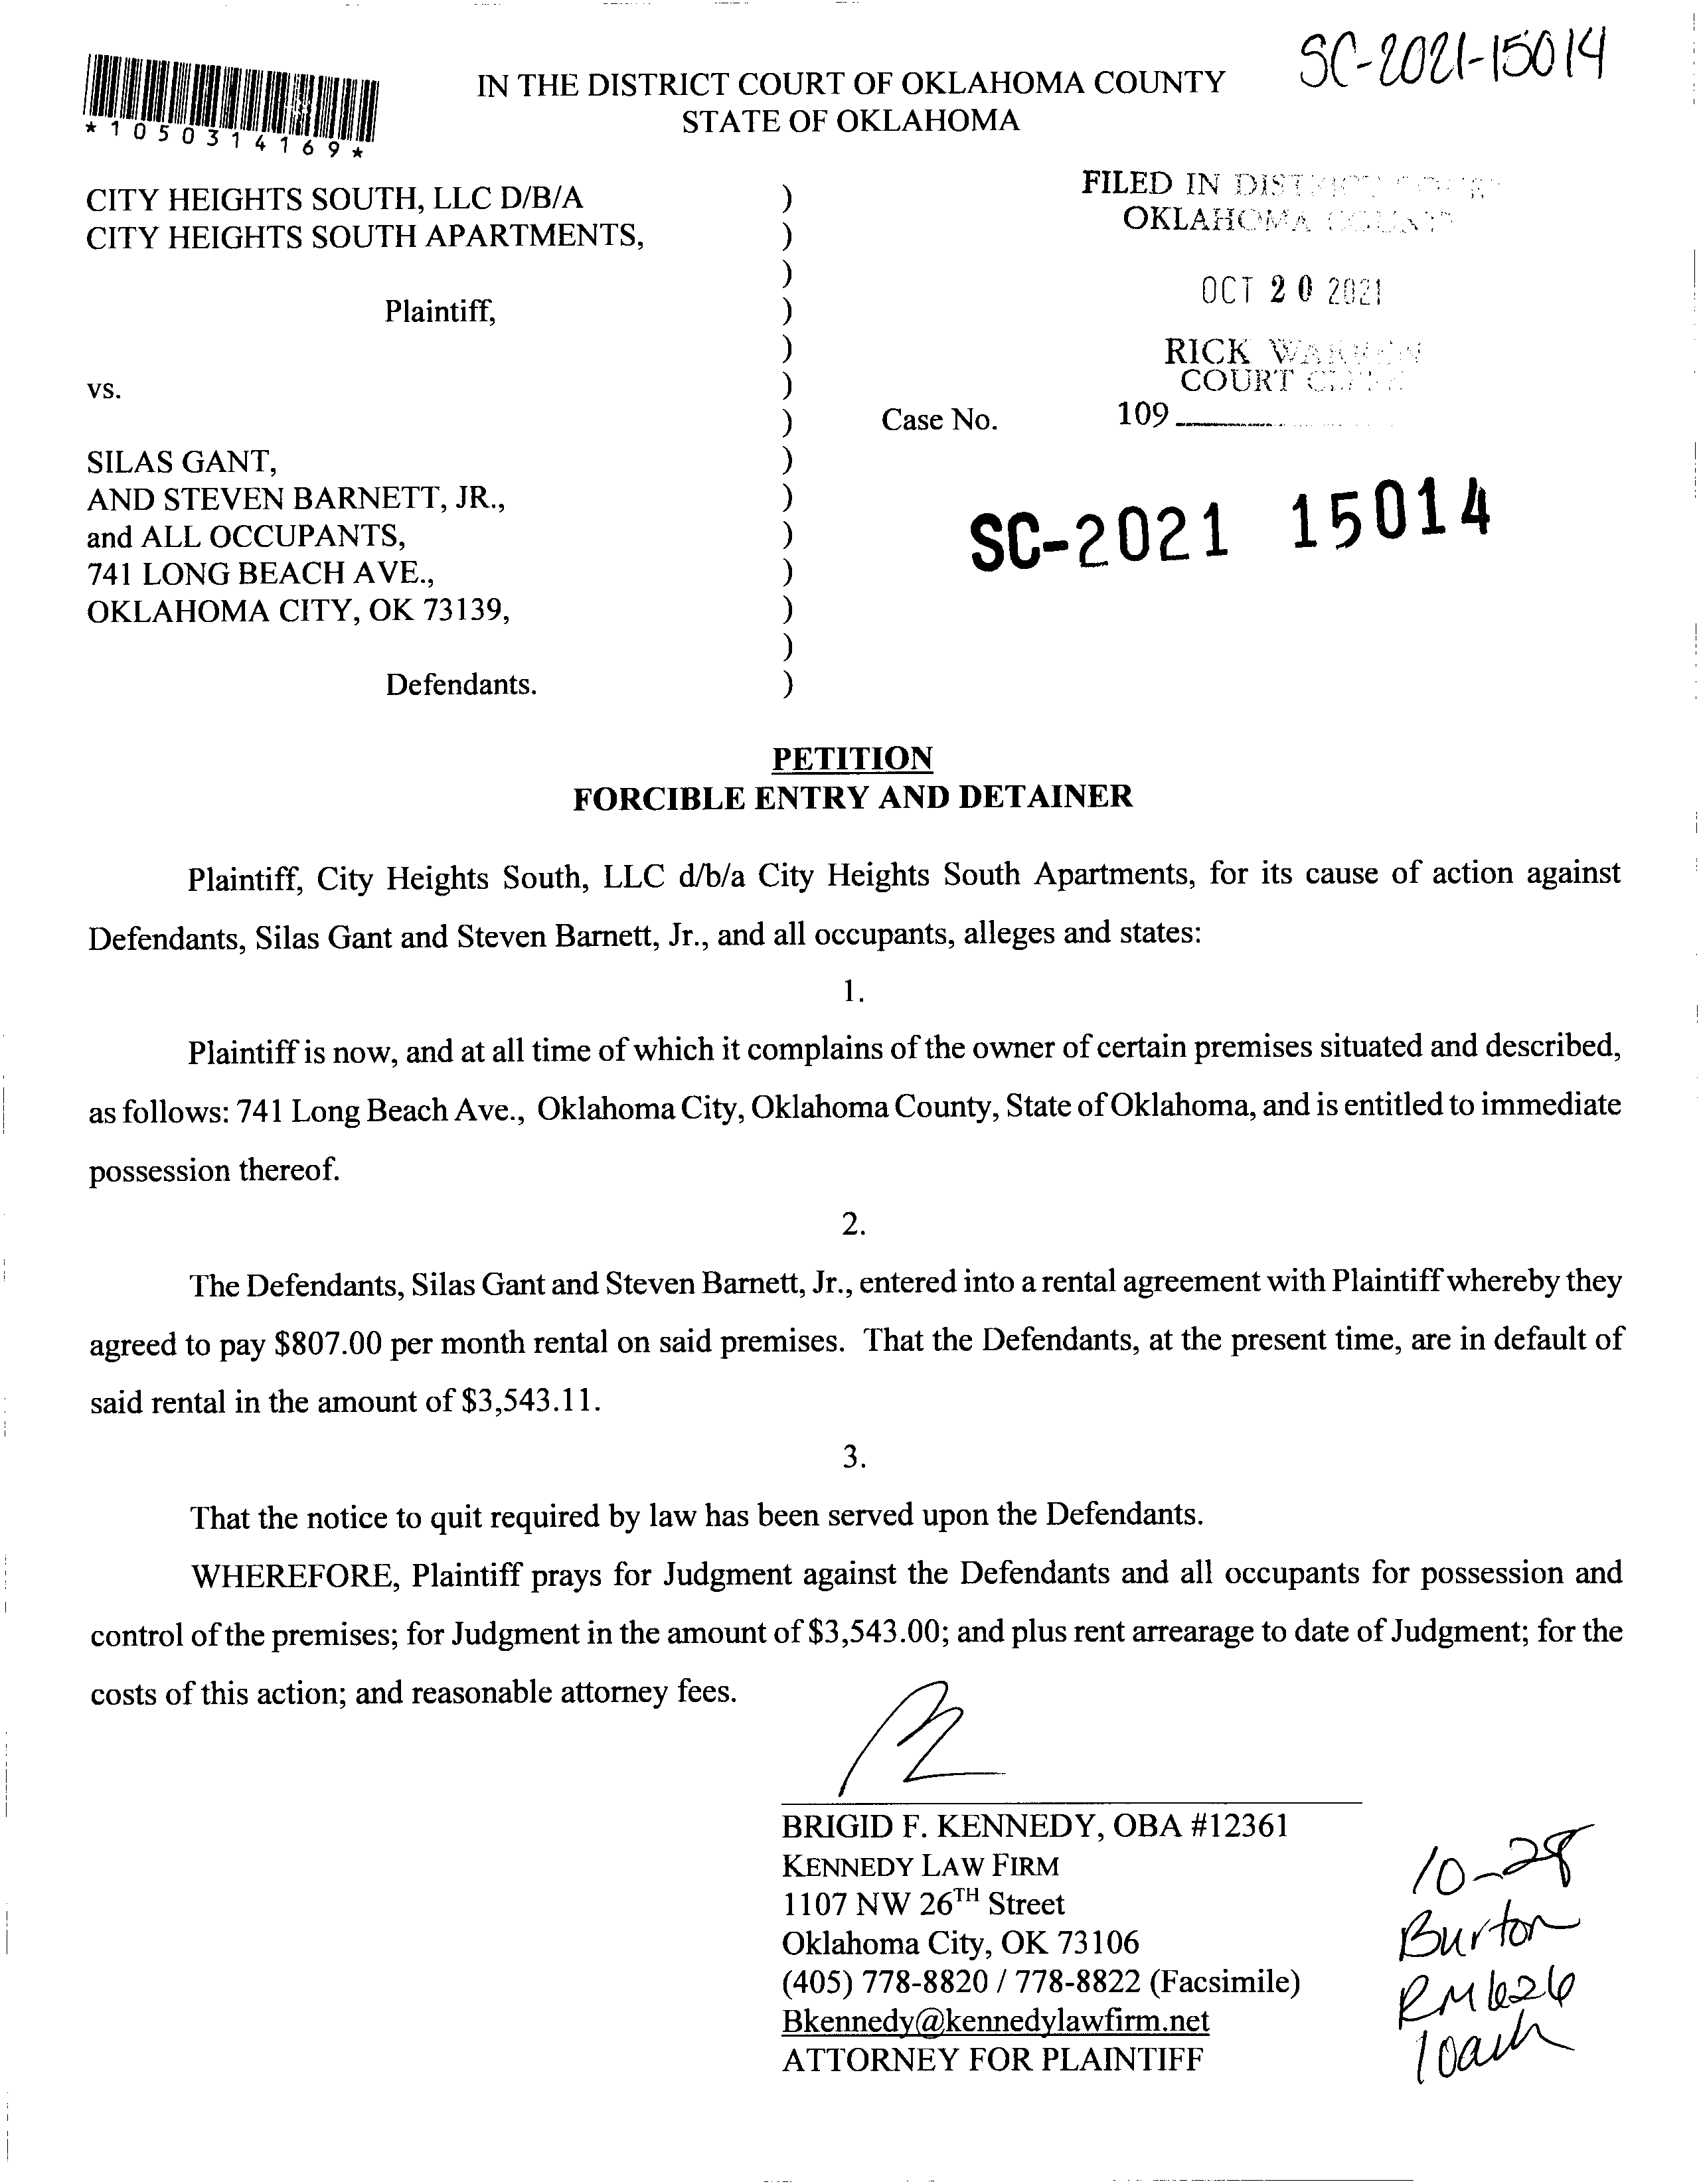 SC-2021-15014
*1050314169*
IN THE DISTRICT COURT OF OKLAHOMA COUNTY
STATE OF OKLAHOMA
CITY HEIGHTS SOUTH, LLC D/B/A
CITY HEIGHTS SOUTH APARTMENTS,
Plaintiff,
vs.
SILAS GANT,
AND STEVEN BARNETT, JR.,
and ALL OCCUPANTS,
741 LONG BEACH AVE.,
OKLAHOMA CITY, OK 73139,
Defendants.
)
)
)
)
)
)
)
)
)
)
)
)
)
)
FILED IN DISTRICT COURT
OKLAHOMA COUNTY
OCT 20 2021
RICK WARREN
COURT CLERK
Case No. 109
SC-2021 15014
PETITION
FORCIBLE ENTRY AND DETAINER
Plaintiff, City Heights South, LLC d/b/a City Heights South Apartments, for its cause of action against
Defendants, Silas Gant and Steven Barnett, Jr., and all occupants, alleges and states:
1.
Plaintiff is now, and at all time of which it complains of the owner of certain premises situated and described,
as follows: 741 Long Beach Ave., Oklahoma City, Oklahoma County, State of Oklahoma, and is entitled to immediate
possession thereof.
2.
The Defendants, Silas Gant and Steven Barnett, Jr., entered into a rental agreement with Plaintiff whereby they
agreed to pay $807.00 per month rental on said premises. That the Defendants, at the present time, are in default of
said rental in the amount of $3,543.11.
3.
That the notice to quit required by law has been served upon the Defendants.
WHEREFORE, Plaintiff prays for Judgment against the Defendants and all occupants for possession and
control of the premises; for Judgment in the amount of $3,543.00; and plus rent arrearage to date of Judgment; for the
costs of this action; and reasonable attorney fees.
BRIGID F. KENNEDY, OBA #12361
KENNEDY LAW FIRM
1107 NW 26TH Street
Oklahoma City, OK 73106
(405) 778-8820 / 778-8822 (Facsimile)
Bkennedy@kennedylawfirm.net
ATTORNEY FOR PLAINTIFF
10-28
Burton
RM 626
10am